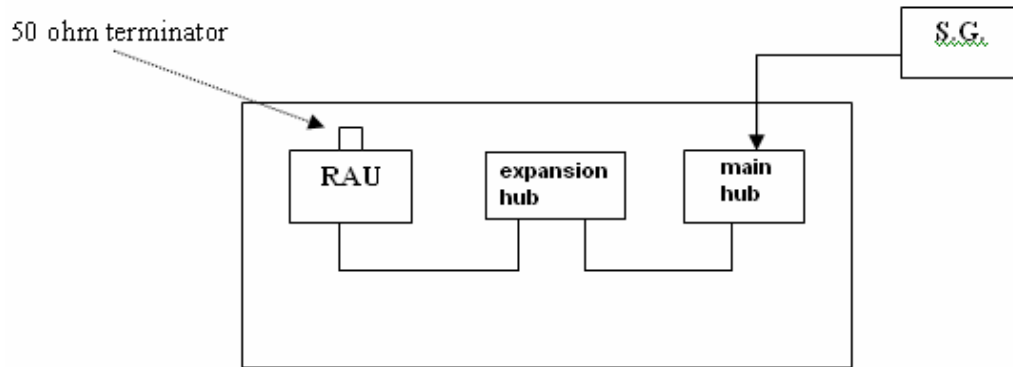 50 ohm terminator
S.G.
RAU
expansion
hub
main
hub